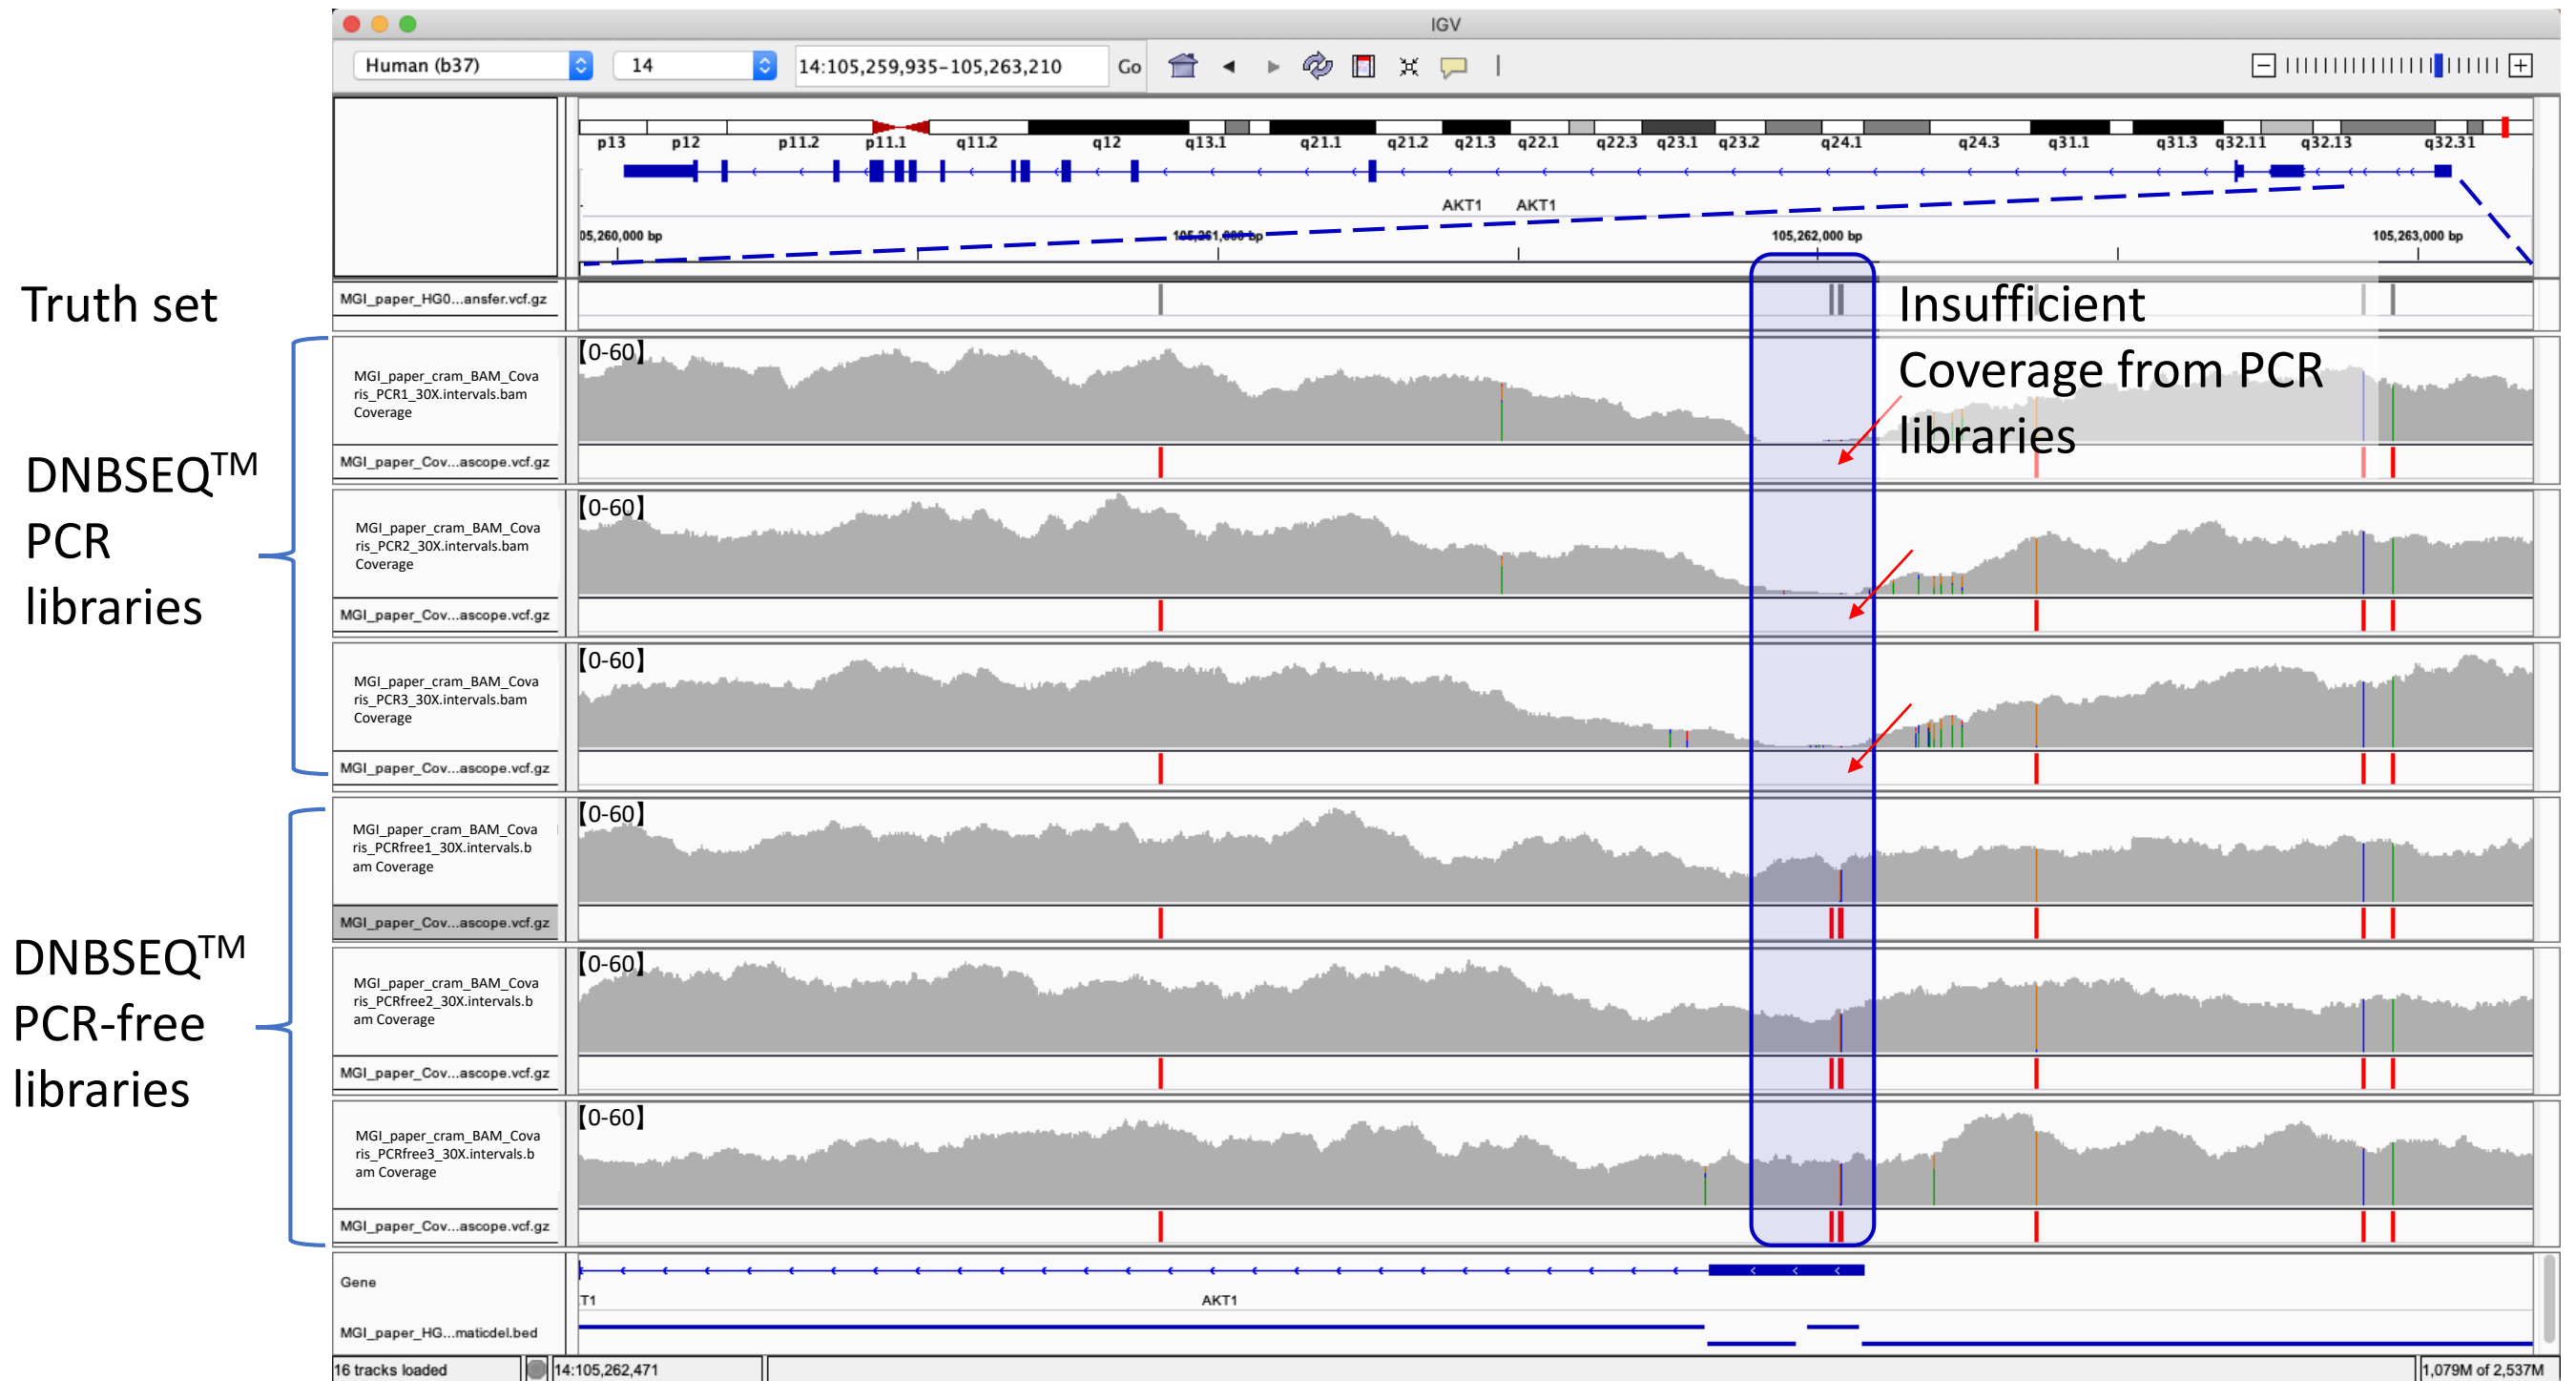 IGV
Human (b37) 14 14:105,259,935-105,263,210 Go
p13 p12 p11.2 p11.1 q11.2 q12 q13.1 q21.1 q21.2 q21.3 q22.1 q22.3 q23.1 q23.2 q24.1 q24.3 q31.1 q31.3 q32.11 q32.13 q32.31
AKT1 AKT1
05,260,000 bp 105,261,000 bp 105,262,000 bp 105,263,000 bp
Truth set
MGI_paper_HG0...ansfer.vcf.gz
Insufficient
Coverage from PCR
libraries
DNBSEQTM
PCR
libraries
【0-60】
MGI_paper_cram_BAM_Cova
ris_PCR1_30X.intervals.bam
Coverage
MGI_paper_Cov...ascope.vcf.gz
【0-60】
MGI_paper_cram_BAM_Cova
ris_PCR2_30X.intervals.bam
Coverage
MGI_paper_Cov...ascope.vcf.gz
【0-60】
MGI_paper_cram_BAM_Cova
ris_PCR3_30X.intervals.bam
Coverage
MGI_paper_Cov...ascope.vcf.gz
DNBSEQTM
PCR-free
libraries
【0-60】
MGI_paper_cram_BAM_Cova
ris_PCRfree1_30X.intervals.b
am Coverage
MGI_paper_Cov...ascope.vcf.gz
【0-60】
MGI_paper_cram_BAM_Cova
ris_PCRfree2_30X.intervals.b
am Coverage
MGI_paper_Cov...ascope.vcf.gz
【0-60】
MGI_paper_cram_BAM_Cova
ris_PCRfree3_30X.intervals.b
am Coverage
MGI_paper_Cov...ascope.vcf.gz
Gene
T1 AKT1
MGI_paper_HG...maticdel.bed
16 tracks loaded 14:105,262,471 1,079M of 2,537M